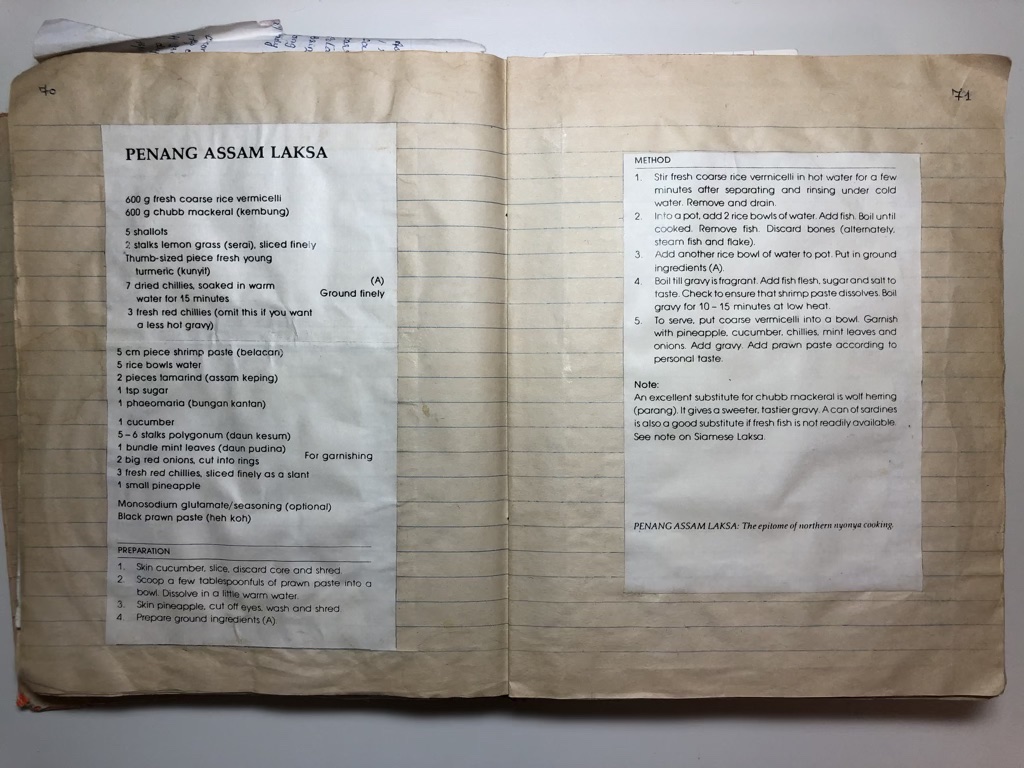 70
PENANG ASSAM LAKSA
600 g fresh coarse rice vermicelli
600 g chubb mackeral (kembung)
5 shallots
2 stalks lemon grass (serai), sliced finely
Thumb-sized piece fresh young
turmeric (kunyit)
7 dried chillies, soaked in warm
water for 15 minutes
3 fresh red chillies (omit this if you want
a less hot gravy)
(A)
Ground finely
5 cm piece shrimp paste (belacan)
5 rice bowls water
2 pieces tamarind (assam keping)
1 tsp sugar
1 phaeomaria (bungan kantan)
1 cucumber
5 – 6 stalks polygonum (daun kesum)
1 bundle mint leaves (daun pudina)
2 big red onions, cut into rings
3 fresh red chillies, sliced finely as a slant
1 small pineapple
For garnishing
Monosodium glutamate/seasoning (optional)
Black prawn paste (heh koh)
PREPARATION
1. Skin cucumber, slice, discard core and shred.
2. Scoop a few tablespoonfuls of prawn paste into a
bowl. Dissolve in a little warm water.
3. Skin pineapple, cut off eyes, wash and shred.
4. Prepare ground ingredients (A).
71
METHOD
1. Stir fresh coarse rice vermicelli in hot water for a few
minutes after separating and rinsing under cold
water. Remove and drain.
2. Into a pot, add 2 rice bowls of water. Add fish. Boil until
cooked. Remove fish. Discard bones (alternately,
steam fish and flake).
3. Add another rice bowl of water to pot. Put in ground
ingredients (A).
4. Boil till gravy is fragrant. Add fish flesh, sugar and salt to
taste. Check to ensure that shrimp paste dissolves. Boil
gravy for 10 – 15 minutes at low heat.
5. To serve, put coarse vermicelli into a bowl. Garnish
with pineapple, cucumber, chillies, mint leaves and
onions. Add gravy. Add prawn paste according to
personal taste.
Note:
An excellent substitute for chubb mackeral is wolf herring
(parang). It gives a sweeter, tastier gravy. A can of sardines
is also a good substitute if fresh fish is not readily available.
See note on Siamese Laksa.
PENANG ASSAM LAKSA: The epitome of northern nyonya cooking.